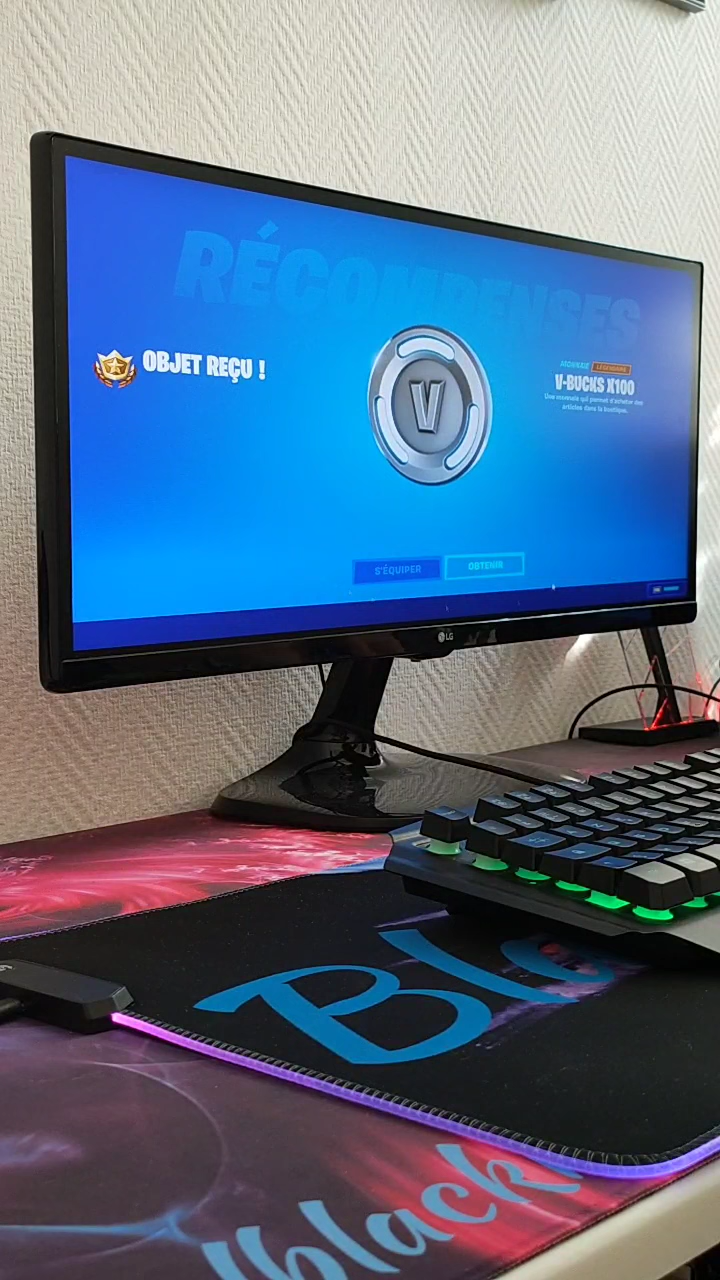 RÉCOMPENSES
OBJET REÇU !
MONNAIE LÉGENDAIRE
V-BUCKS X100
Une monnaie qui permet d'acheter des
articles dans la boutique.
V
S'ÉQUIPER
OBTENIR
LG
Blo
black